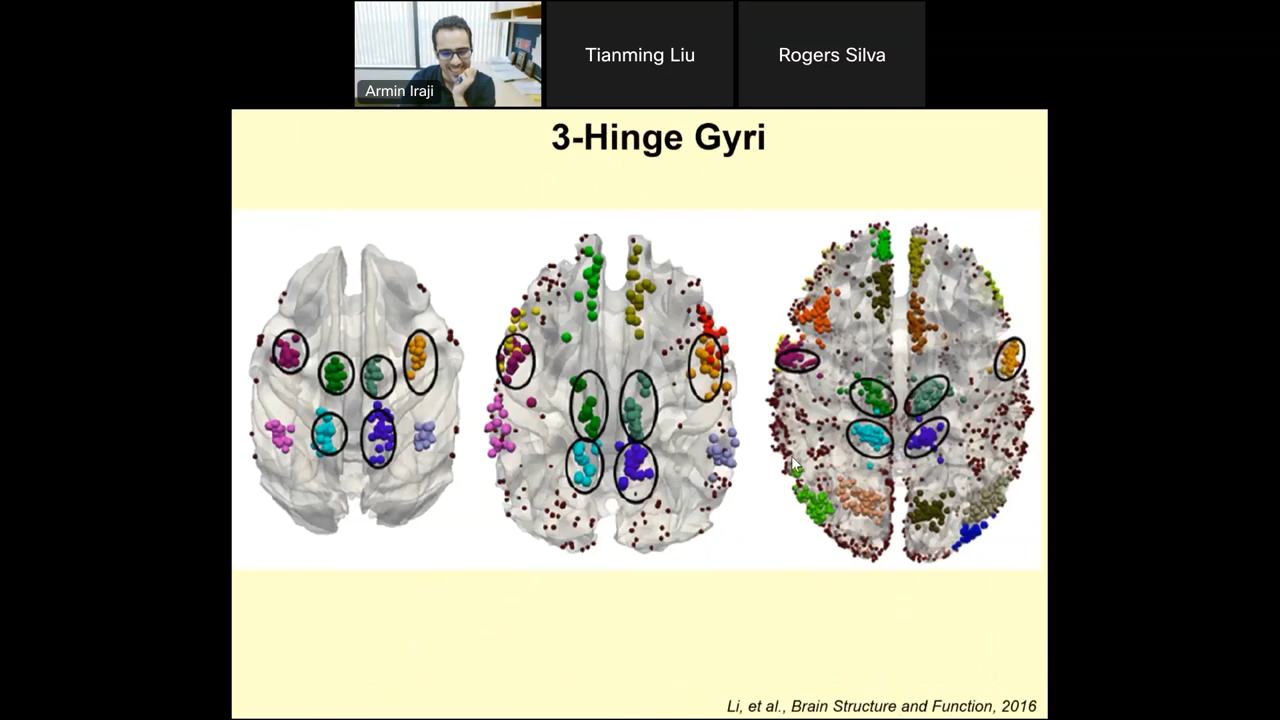 Armin Iraji
Tianming Liu
Rogers Silva
3-Hinge Gyri
Li, et al., Brain Structure and Function, 2016